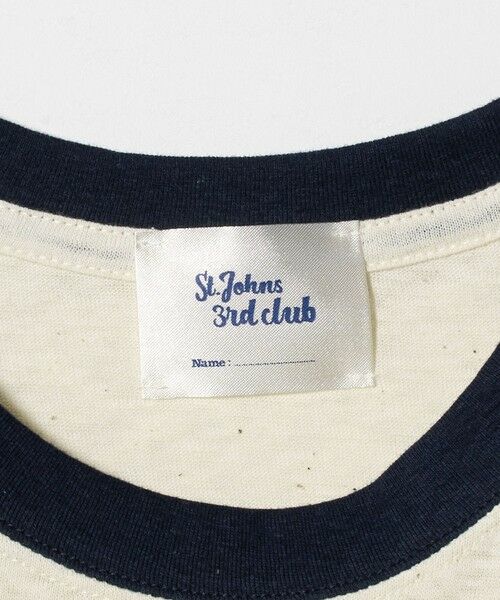 St. Johns
3rd club
Name:....................